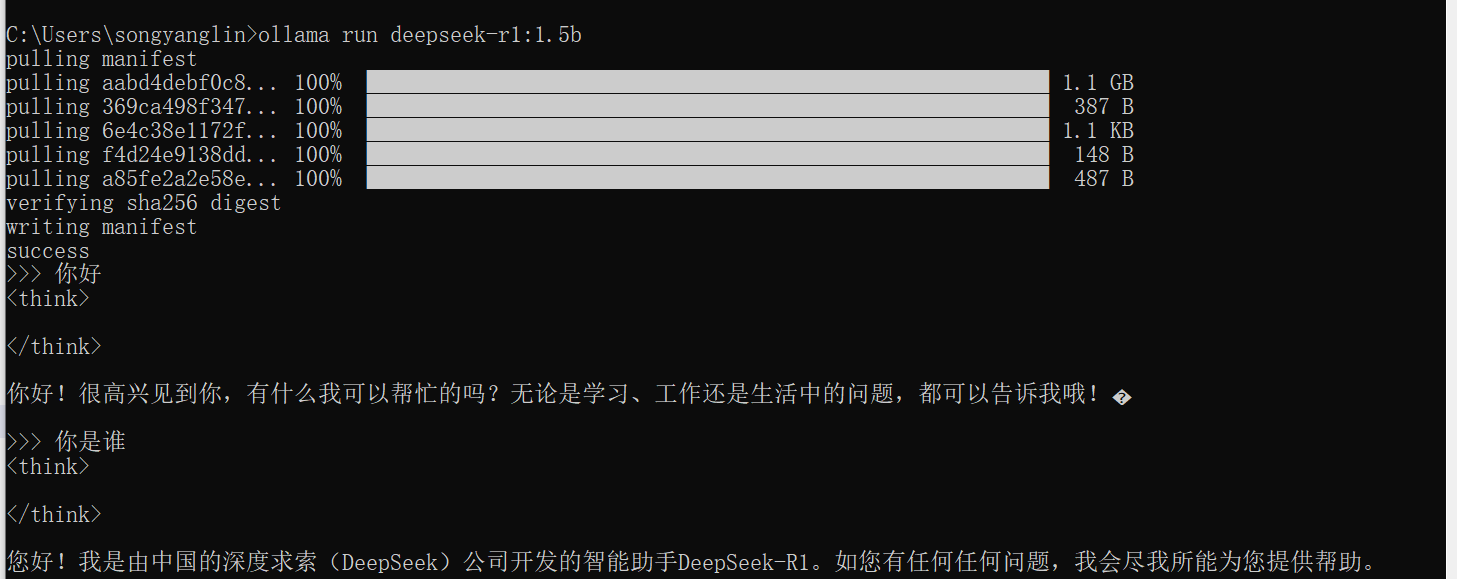 C:\Users\songyanglin>ollama run deepseek-r1:1.5b
pulling manifest
pulling aabd4debf0c8... 100% 1.1 GB
pulling 369ca498f347... 100% 387 B
pulling 6e4c38e1172f... 100% 1.1 KB
pulling f4d24e9138dd... 100% 148 B
pulling a85fe2a2e58e... 100% 487 B
verifying sha256 digest
writing manifest
success
>>> 你好
<think>
</think>
你好！很高兴见到你，有什么我可以帮忙的吗？无论是学习、工作还是生活中的问题，都可以告诉我哦！�
>>> 你是谁
<think>
</think>
您好！我是由中国的深度求索（DeepSeek）公司开发的智能助手DeepSeek-R1。如您有任何任何问题，我会尽我所能为您提供帮助。